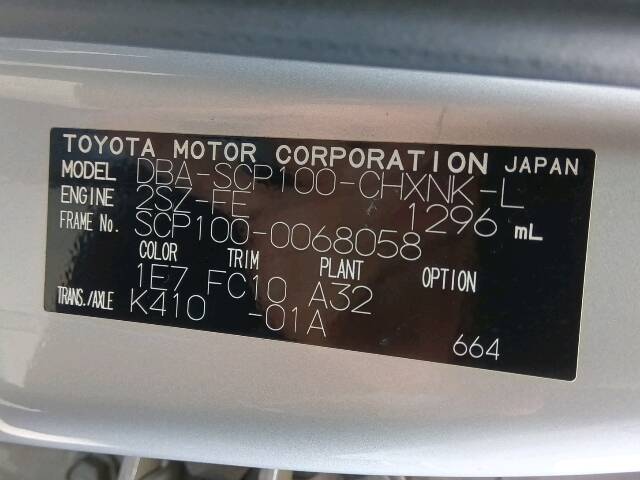 TOYOTA MOTOR CORPORATION JAPAN
MODEL DBA-SCP100-CHXNK-L
ENGINE 2SZ-FE 1296 mL
FRAME No. SCP100-0068058
COLOR TRIM PLANT OPTION
1E7 FC10 A32
TRANS./AXLE K410 -01A
664